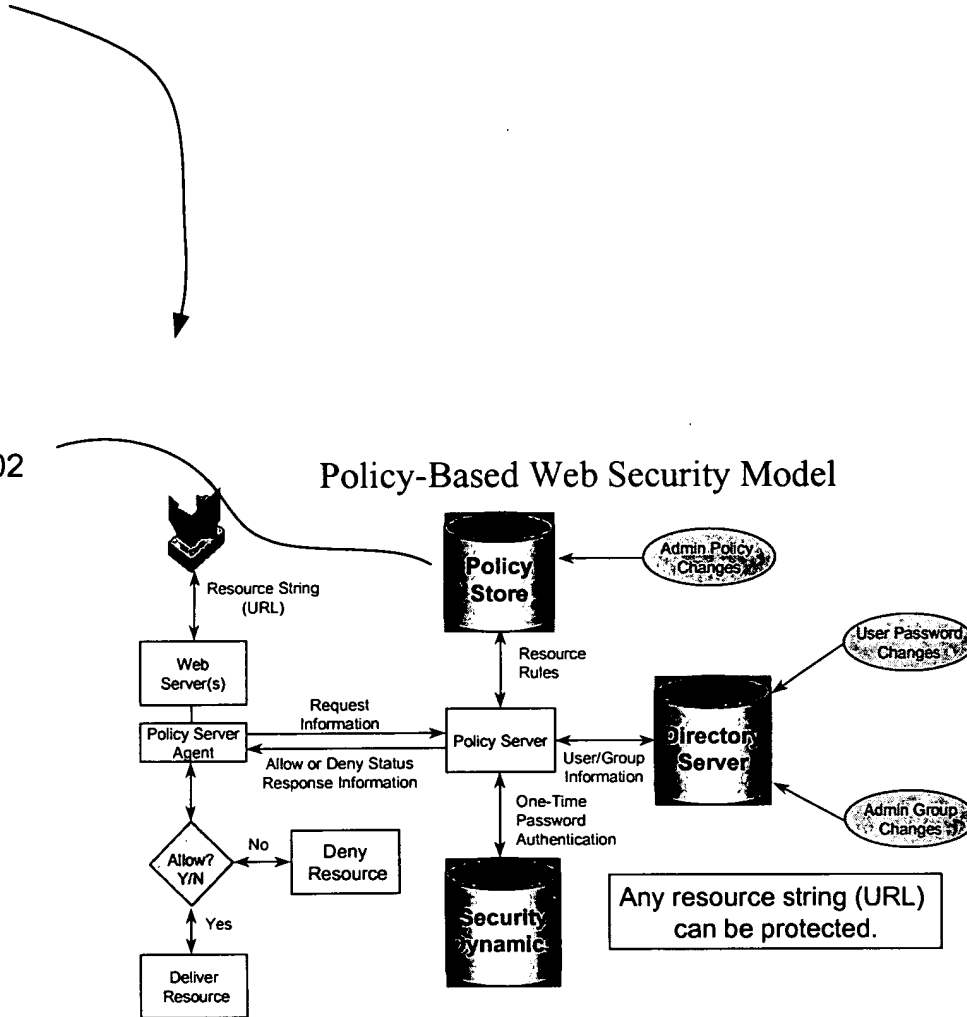 02
Policy-Based Web Security Model
Resource String
(URL)
Policy
Store
Admin Policy
Changes
Web
Server(s)
Resource
Rules
User Password
Changes
Request
Information
Policy Server
Agent
Policy Server
Allow or Deny Status
Response Information
User/Group
Information
Director
Server
One-Time
Password
Authentication
Admin Group
Changes
Allow?
Y/N
No
Deny
Resource
Yes
Security
Dynamic
Any resource string (URL)
can be protected.
Deliver
Resource